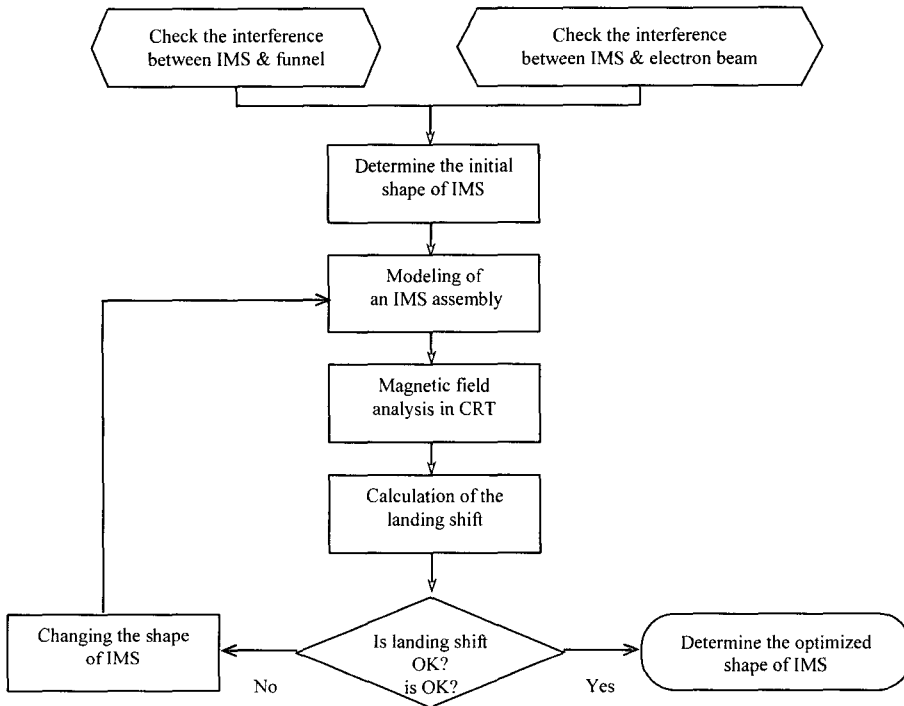 Check the interference
between IMS & funnel
Check the interference
between IMS & electron beam
Determine the initial
shape of IMS
Modeling of
an IMS assembly
Magnetic field
analysis in CRT
Calculation of the
landing shift
Is landing shift
OK?
is OK?
No
Yes
Changing the shape
of IMS
Determine the optimized
shape of IMS